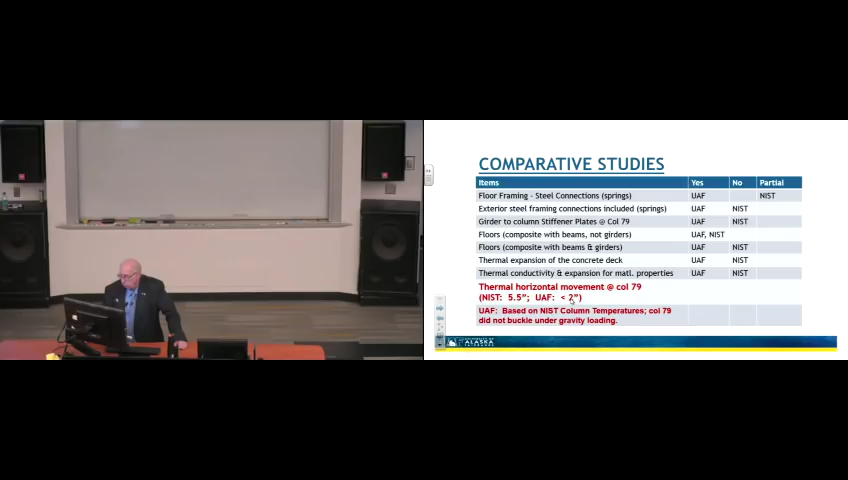 COMPARATIVE STUDIES
Items Yes No Partial
Floor Framing - Steel Connections (springs) UAF NIST
Exterior steel framing connections included (springs) UAF NIST
Girder to column Stiffener Plates @ Col 79 UAF NIST
Floors (composite with beams, not girders) UAF, NIST
Floors (composite with beams & girders) UAF NIST
Thermal expansion of the concrete deck UAF NIST
Thermal conductivity & expansion for matl. properties UAF NIST
Thermal horizontal movement @ col 79
(NIST: 5.5"; UAF: < 2")
UAF: Based on NIST Column Temperatures; col 79
did not buckle under gravity loading.
ALASKA